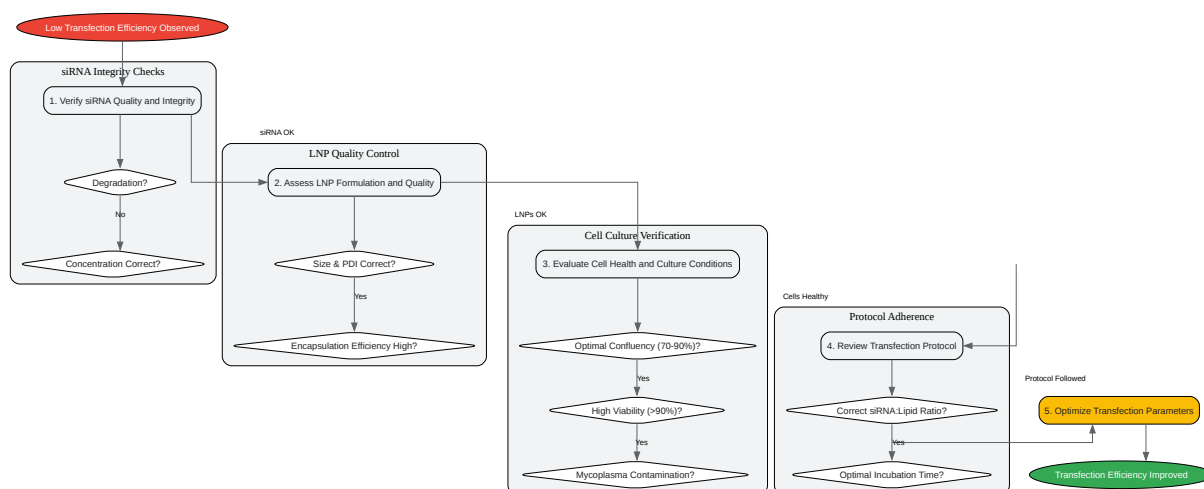 Low Transfection Efficiency Observed
siRNA Integrity Checks
1. Verify siRNA Quality and Integrity
Degradation?
No
Concentration Correct?
siRNA OK
LNP Quality Control
2. Assess LNP Formulation and Quality
Size & PDI Correct?
Yes
Encapsulation Efficiency High?
LNPs OK
Cell Culture Verification
3. Evaluate Cell Health and Culture Conditions
Optimal Confluency (70-90%)?
Yes
High Viability (>90%)?
Yes
Mycoplasma Contamination?
Cells Healthy
Protocol Adherence
4. Review Transfection Protocol
Correct siRNA:Lipid Ratio?
Yes
Optimal Incubation Time?
Protocol Followed
5. Optimize Transfection Parameters
Transfection Efficiency Improved